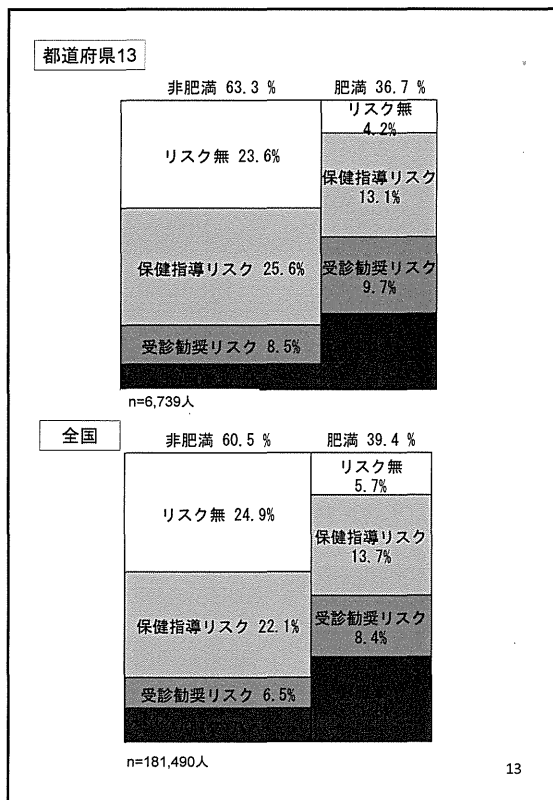 都道府県13
非肥満 63.3 % 肥満 36.7 %
リスク無 23.6%
リスク無
4.2%
保健指導リスク 25.6%
保健指導リスク
13.1%
受診勧奨リスク 8.5%
受診勧奨リスク
9.7%
n=6,739人
全国
非肥満 60.5 % 肥満 39.4 %
リスク無 24.9%
リスク無
5.7%
保健指導リスク 22.1%
保健指導リスク
13.7%
受診勧奨リスク 6.5%
受診勧奨リスク
8.4%
n=181,490人
13